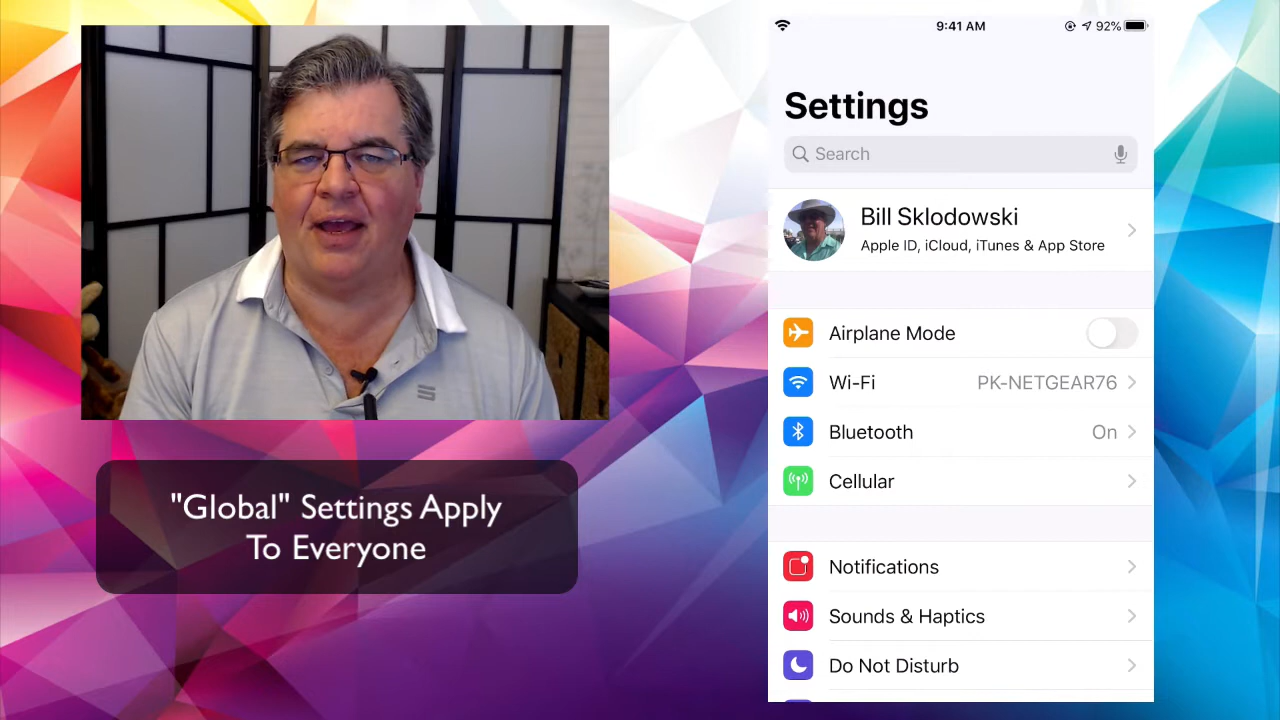 9:41 AM
92%
Settings
Search
Bill Sklodowski
Apple ID, iCloud, iTunes & App Store
Airplane Mode
Wi-Fi PK-NETGEAR76
Bluetooth On
Cellular
Notifications
Sounds & Haptics
Do Not Disturb
"Global" Settings Apply
To Everyone